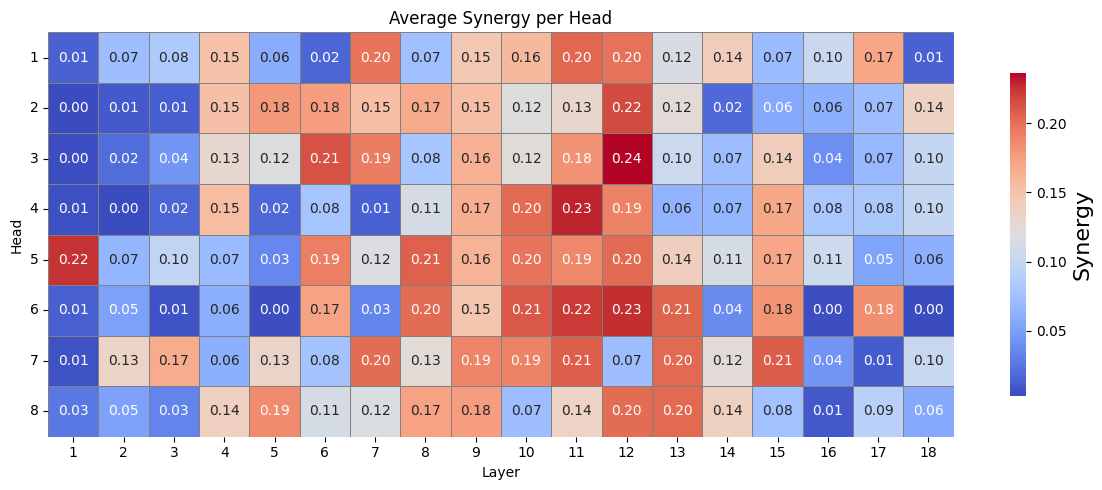 Average Synergy per Head
1 0.01 0.07 0.08 0.15 0.06 0.02 0.20 0.07 0.15 0.16 0.20 0.20 0.12 0.14 0.07 0.10 0.17 0.01
2 0.00 0.01 0.01 0.15 0.18 0.18 0.15 0.17 0.15 0.12 0.13 0.22 0.12 0.02 0.06 0.06 0.07 0.14
3 0.00 0.02 0.04 0.13 0.12 0.21 0.19 0.08 0.16 0.12 0.18 0.24 0.10 0.07 0.14 0.04 0.07 0.10
4 0.01 0.00 0.02 0.15 0.02 0.08 0.01 0.11 0.17 0.20 0.23 0.19 0.06 0.07 0.17 0.08 0.08 0.10
5 0.22 0.07 0.10 0.07 0.03 0.19 0.12 0.21 0.16 0.20 0.19 0.20 0.14 0.11 0.17 0.11 0.05 0.06
6 0.01 0.05 0.01 0.06 0.00 0.17 0.03 0.20 0.15 0.21 0.22 0.23 0.21 0.04 0.18 0.00 0.18 0.00
7 0.01 0.13 0.17 0.06 0.13 0.08 0.20 0.13 0.19 0.19 0.21 0.07 0.20 0.12 0.21 0.04 0.01 0.10
8 0.03 0.05 0.03 0.14 0.19 0.11 0.12 0.17 0.18 0.07 0.14 0.20 0.20 0.14 0.08 0.01 0.09 0.06
1 2 3 4 5 6 7 8 9 10 11 12 13 14 15 16 17 18
Layer
Head
0.20
0.15
0.10
0.05
Synergy